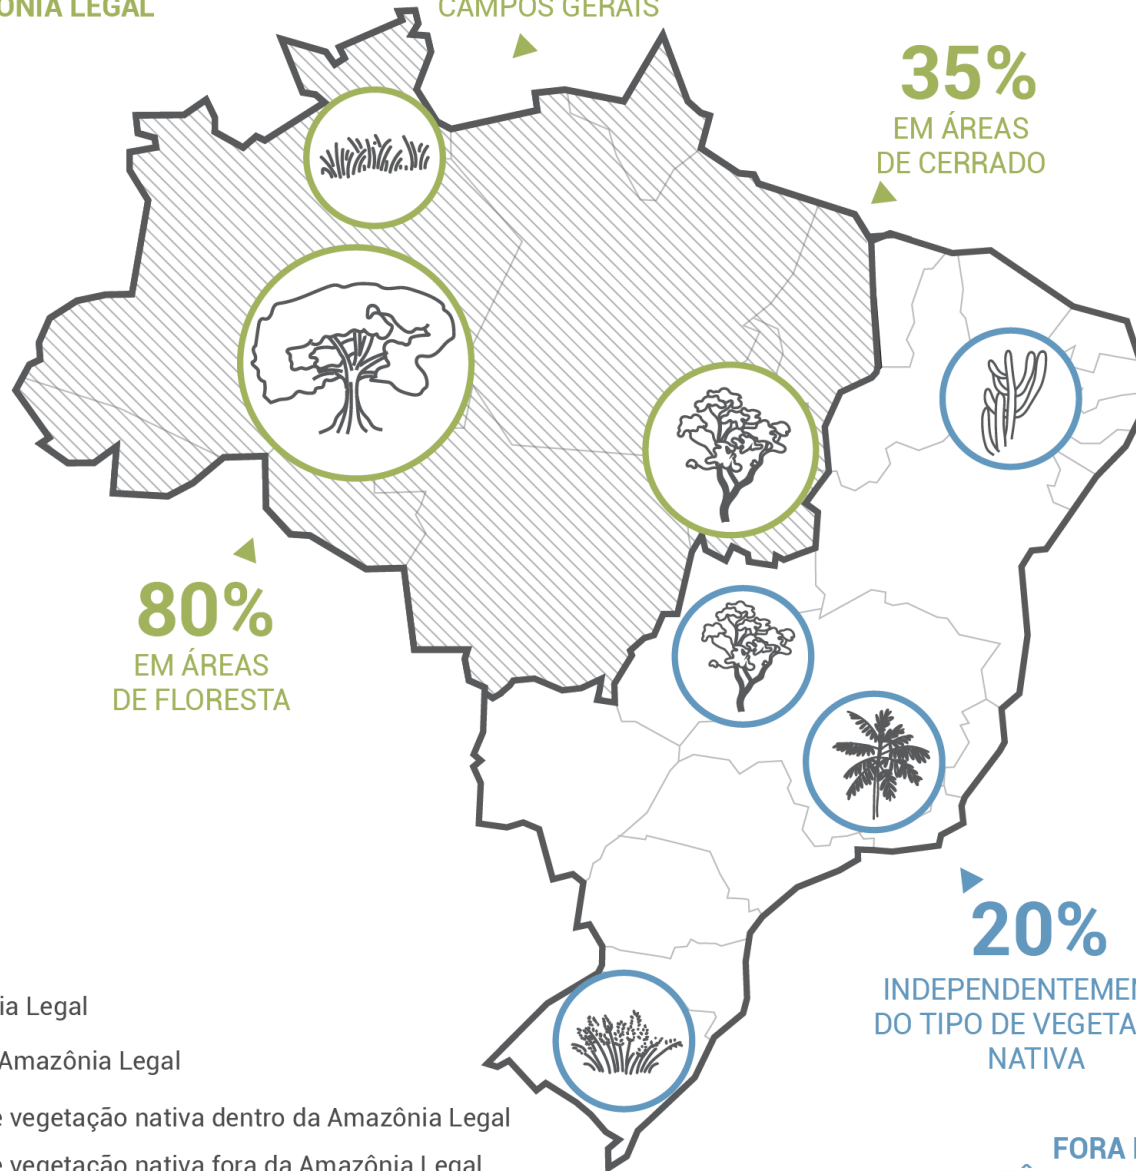 ÔNIA LEGAL
CAMPOS GERAIS
35%
EM ÁREAS
DE CERRADO
80%
EM ÁREAS
DE FLORESTA
20%
INDEPENDENTEMEN
DO TIPO DE VEGETA
NATIVA
ia Legal
Amazônia Legal
e vegetação nativa dentro da Amazônia Legal
e vegetação nativa fora da Amazônia Legal
FORA